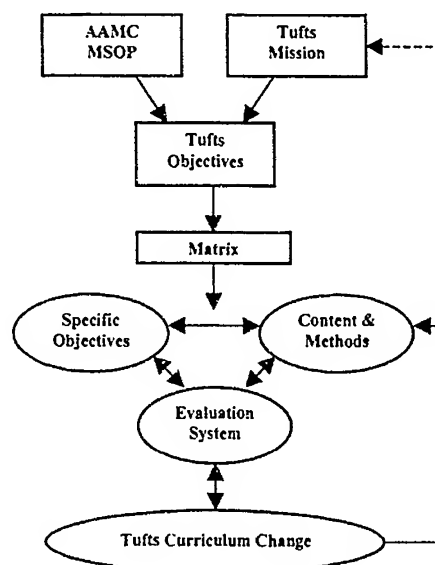 AAMC
MSOP
Tufts
Mission
Tufts
Objectives
Matrix
Specific
Objectives
Content &
Methods
Evaluation
System
Tufts Curriculum Change